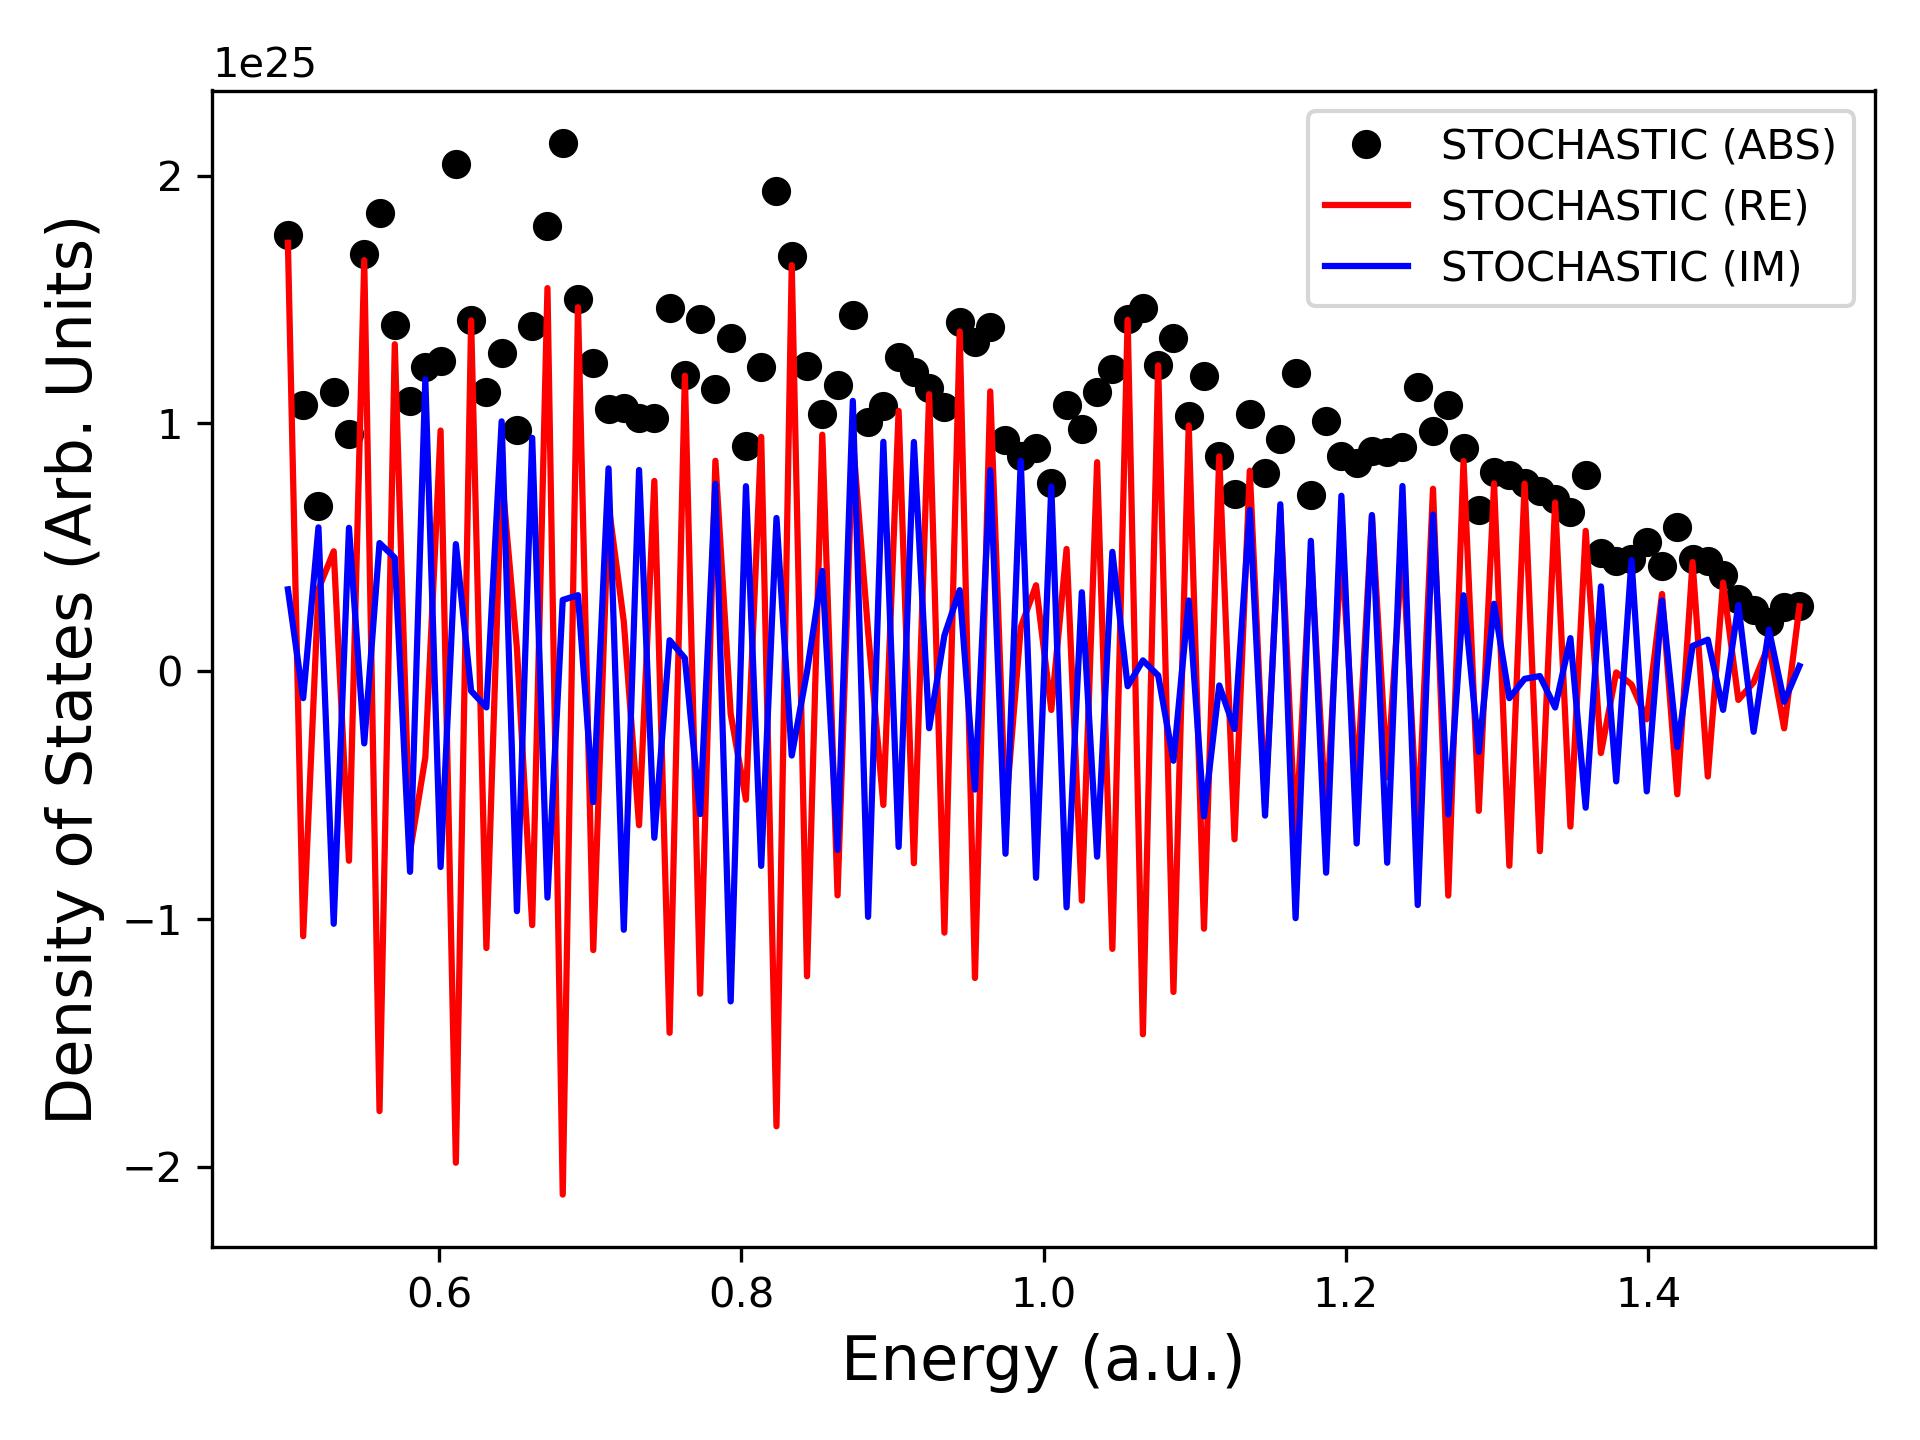 1e25
2
1
0
−1
−2
0.6 0.8 1.0 1.2 1.4
Density of States (Arb. Units)
Energy (a.u.)
STOCHASTIC (ABS)
STOCHASTIC (RE)
STOCHASTIC (IM)